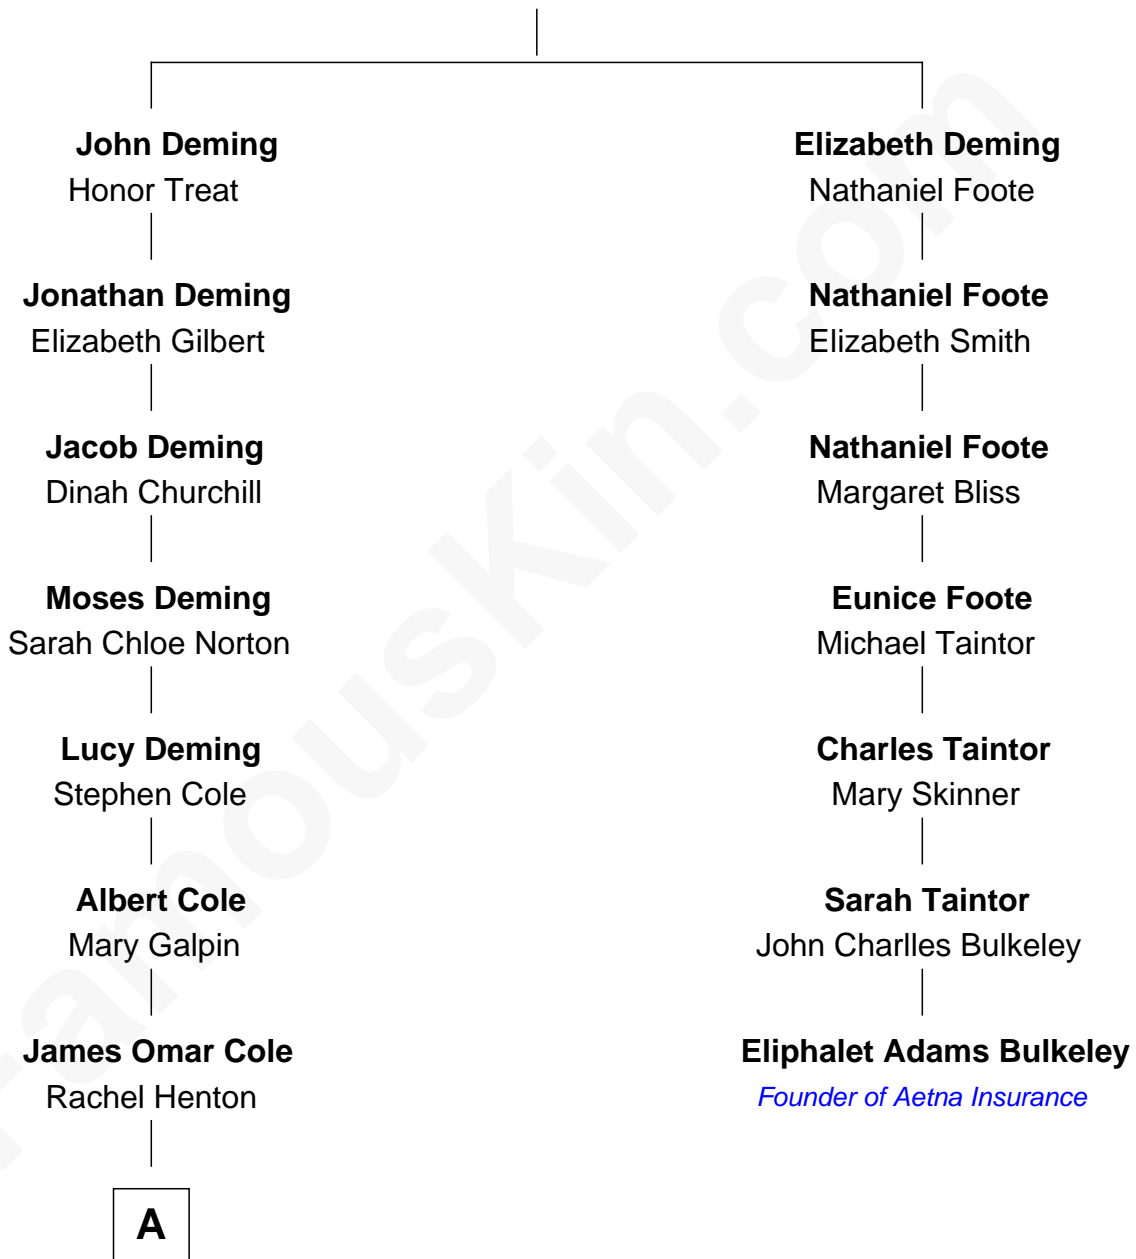 John Deming
Honor Treat
Jonathan Deming
Elizabeth Gilbert
Jacob Deming
Dinah Churchill
Moses Deming
Sarah Chloe Norton
Lucy Deming
Stephen Cole
Albert Cole
Mary Galpin
James Omar Cole
Rachel Henton
A
Elizabeth Deming
Nathaniel Foote
Nathaniel Foote
Elizabeth Smith
Nathaniel Foote
Margaret Bliss
Eunice Foote
Michael Taintor
Charles Taintor
Mary Skinner
Sarah Taintor
John Charlles Bulkeley
Eliphalet Adams Bulkeley
Founder of Aetna Insurance
FamousKin.com